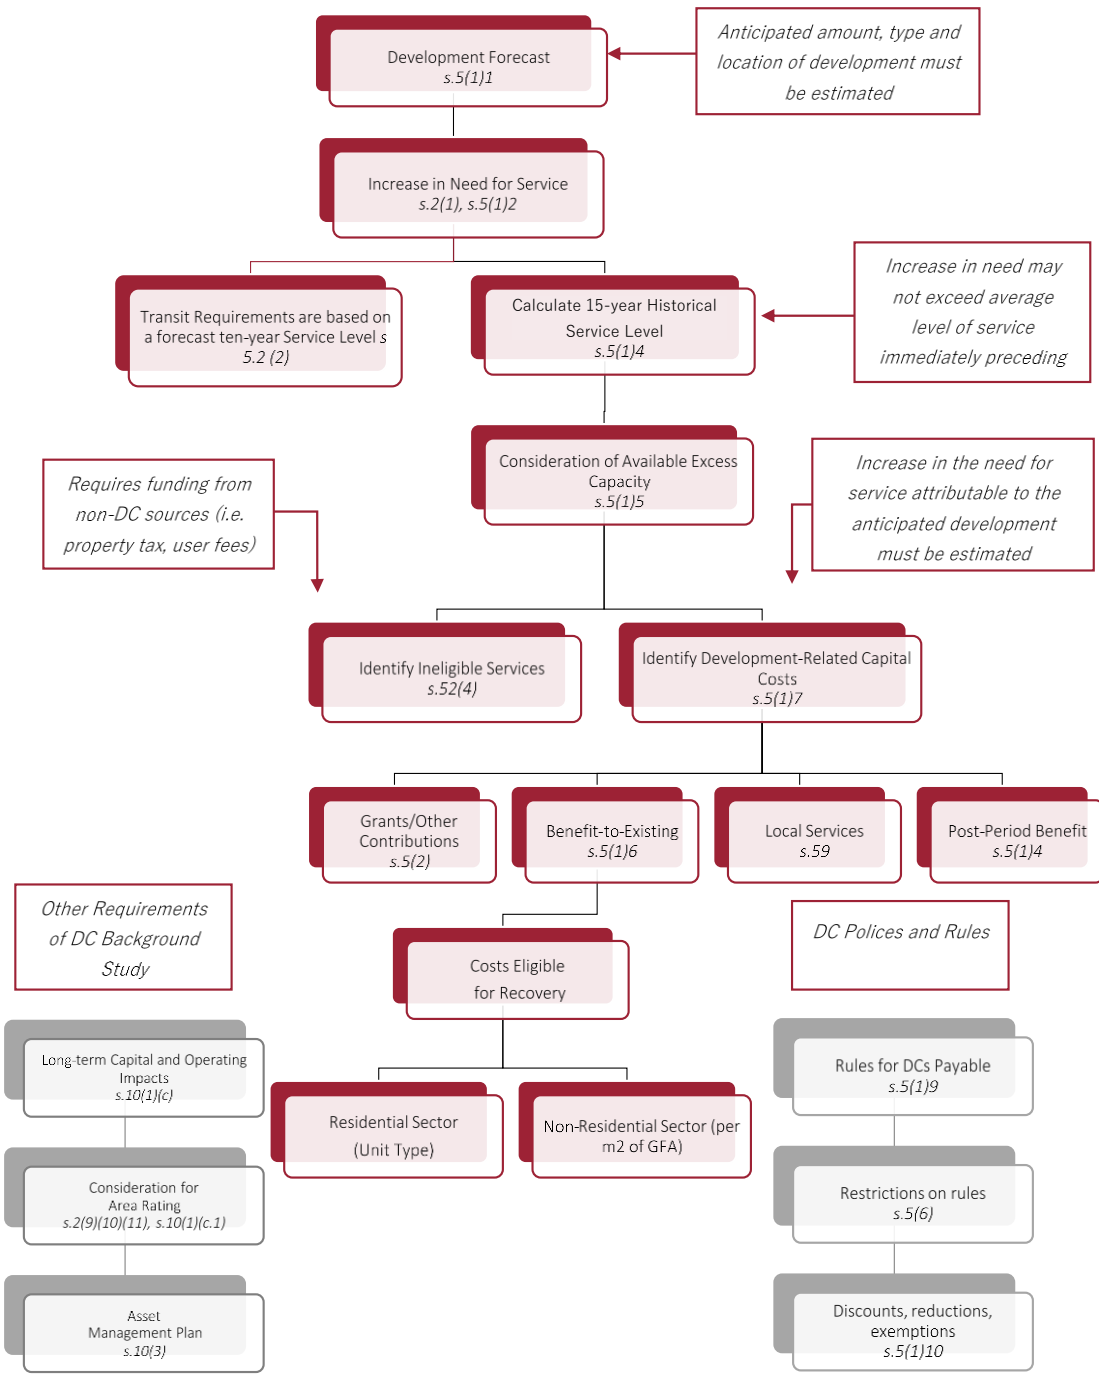 Development Forecast
s.5(1)1
Anticipated amount, type and
location of development must
be estimated
Increase in Need for Service
s.2(1), s.5(1)2
Transit Requirements are based on
a forecast ten-year Service Level s
5.2 (2)
Calculate 15-year Historical
Service Level
s.5(1)4
Increase in need may
not exceed average
level of service
immediately preceding
Consideration of Available Excess
Capacity
s.5(1)5
Requires funding from
non-DC sources (i.e.
property tax, user fees)
Increase in the need for
service attributable to the
anticipated development
must be estimated
Identify Ineligible Services
s.52(4)
Identify Development-Related Capital
Costs
s.5(1)7
Grants/Other
Contributions
s.5(2)
Benefit-to-Existing
s.5(1)6
Local Services
s.59
Post-Period Benefit
s.5(1)4
Costs Eligible
for Recovery
Residential Sector
(Unit Type)
Non-Residential Sector (per
m2 of GFA)
Other Requirements
of DC Background
Study
Long-term Capital and Operating
Impacts
s.10(1)(c)
Consideration for
Area Rating
s.2(9)(10)(11), s.10(1)(c.1)
Asset
Management Plan
s.10(3)
DC Polices and Rules
Rules for DCs Payable
s.5(1)9
Restrictions on rules
s.5(6)
Discounts, reductions,
exemptions
s.5(1)10